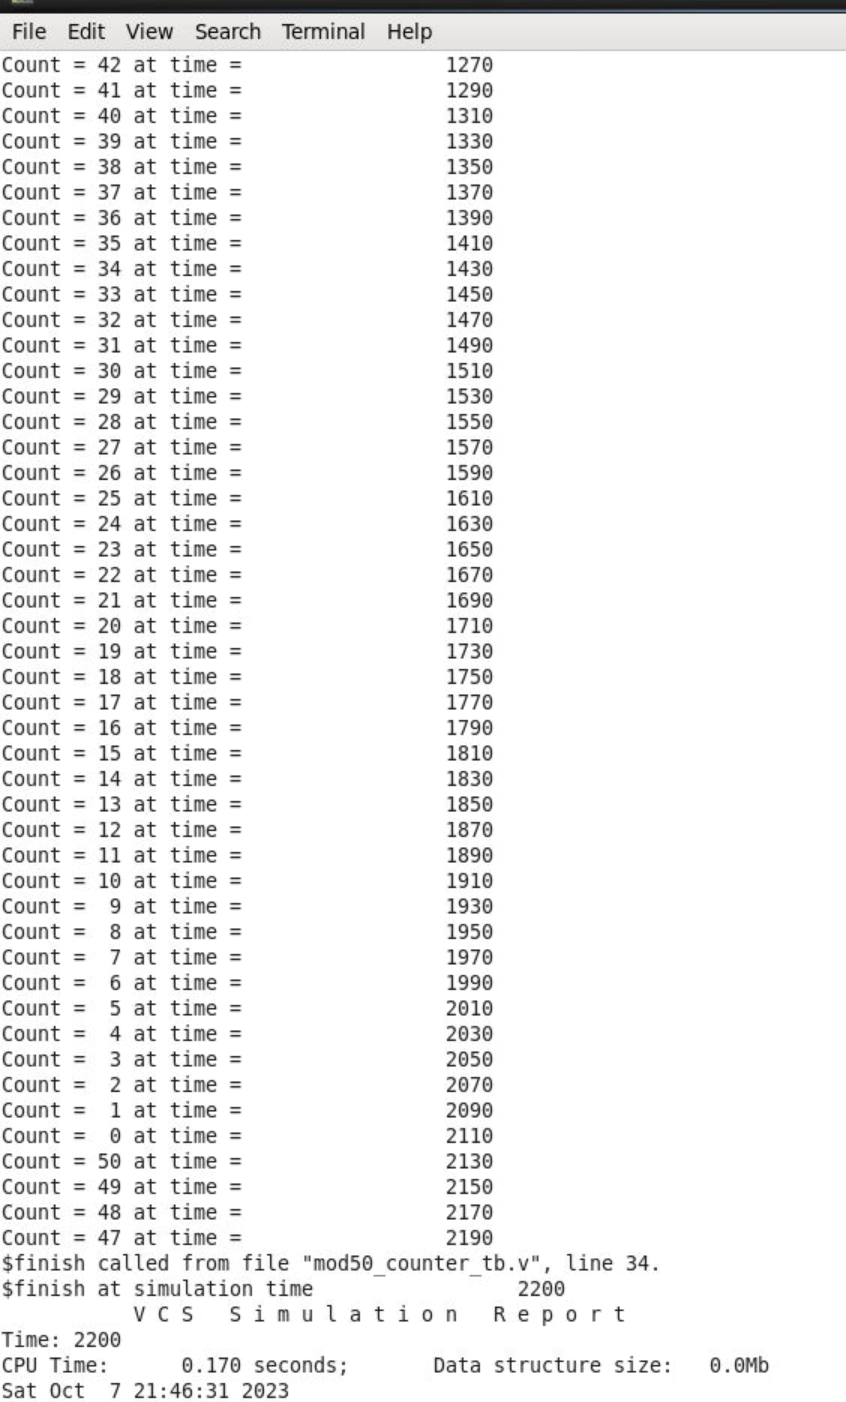 File Edit View Search Terminal Help
Count = 42 at time =                 1270
Count = 41 at time =                 1290
Count = 40 at time =                 1310
Count = 39 at time =                 1330
Count = 38 at time =                 1350
Count = 37 at time =                 1370
Count = 36 at time =                 1390
Count = 35 at time =                 1410
Count = 34 at time =                 1430
Count = 33 at time =                 1450
Count = 32 at time =                 1470
Count = 31 at time =                 1490
Count = 30 at time =                 1510
Count = 29 at time =                 1530
Count = 28 at time =                 1550
Count = 27 at time =                 1570
Count = 26 at time =                 1590
Count = 25 at time =                 1610
Count = 24 at time =                 1630
Count = 23 at time =                 1650
Count = 22 at time =                 1670
Count = 21 at time =                 1690
Count = 20 at time =                 1710
Count = 19 at time =                 1730
Count = 18 at time =                 1750
Count = 17 at time =                 1770
Count = 16 at time =                 1790
Count = 15 at time =                 1810
Count = 14 at time =                 1830
Count = 13 at time =                 1850
Count = 12 at time =                 1870
Count = 11 at time =                 1890
Count = 10 at time =                 1910
Count =  9 at time =                 1930
Count =  8 at time =                 1950
Count =  7 at time =                 1970
Count =  6 at time =                 1990
Count =  5 at time =                 2010
Count =  4 at time =                 2030
Count =  3 at time =                 2050
Count =  2 at time =                 2070
Count =  1 at time =                 2090
Count =  0 at time =                 2110
Count = 50 at time =                 2130
Count = 49 at time =                 2150
Count = 48 at time =                 2170
Count = 47 at time =                 2190
$finish called from file "mod50_counter_tb.v", line 34.
$finish at simulation time                 2200
           V C S   S i m u l a t i o n   R e p o r t
Time: 2200
CPU Time:      0.170 seconds;       Data structure size:   0.0Mb
Sat Oct  7 21:46:31 2023